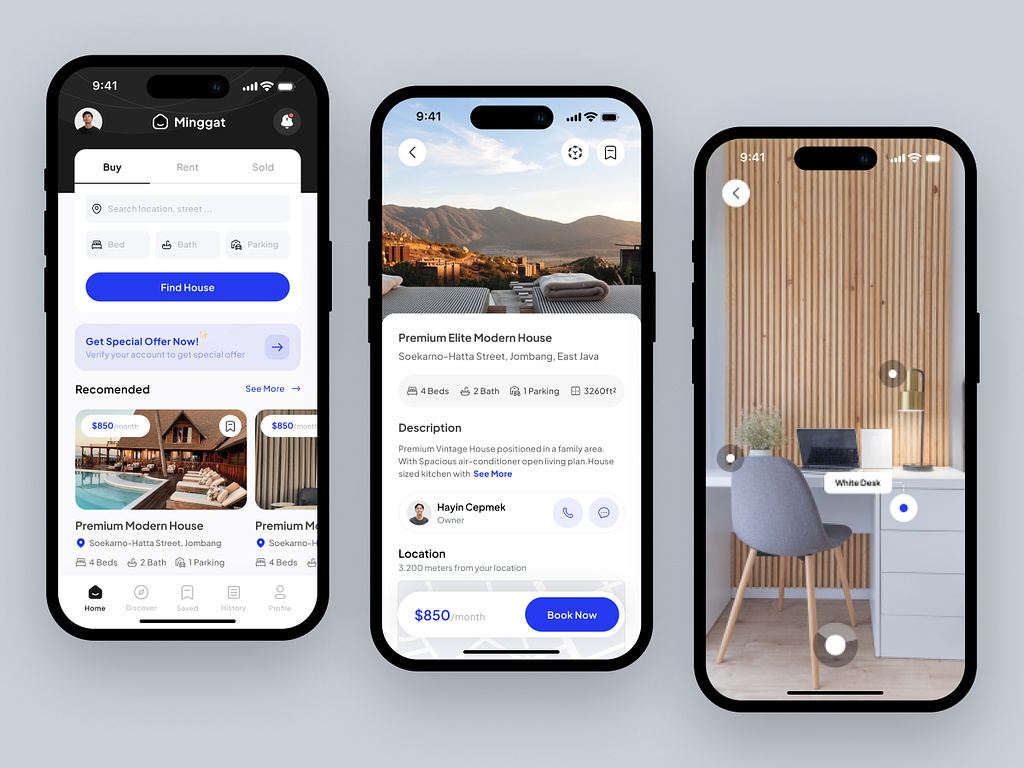 9:41
Minggat
Buy
Rent
Sold
Search location, street ...
Bed
Bath
Parking
Find House
Get Special Offer Now!
Verify your account to get special offer
Recomended
See More
$850/month
$850/month
Premium Modern House
Soekarno-Hatta Street, Jombang
4 Beds
2 Bath
1 Parking
Premium Mo
Soekarno-H
4 Beds
Home
Discover
Saved
History
Profile
9:41
Premium Elite Modern House
Soekarno-Hatta Street, Jombang, East Java
4 Beds
2 Bath
1 Parking
3260ft²
Description
Premium Vintage House positioned in a family area.
With Spacious air-conditioner open living plan.House
sized kitchen with See More
Hayin Cepmek
Owner
Location
3.200 meters from your location
$850/month
Book Now
9:41
White Desk